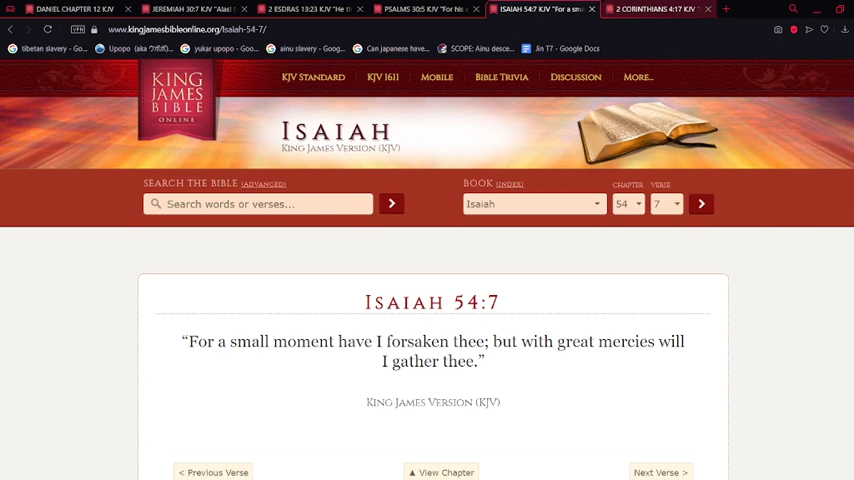 DANIEL CHAPTER 12 KJV
JEREMIAH 30:7 KJV "Alas! f
2 ESDRAS 13:23 KJV "He th
PSALMS 30:5 KJV "For his a
ISAIAH 54:7 KJV "For a sma
2 CORINTHIANS 4:17 KJV "
VPN
www.kingjamesbibleonline.org/Isaiah-54-7/
tibetan slavery - Goo...
Upopo (aka ウポポ)...
yukar upopo - Goo...
ainu slavery - Goog...
Can japanese have...
SCOPE: Ainu desce...
Jin T7 - Google Docs
KING
JAMES
BIBLE
ONLINE
KJV STANDARD
KJV 1611
MOBILE
BIBLE TRIVIA
DISCUSSION
MORE...
ISAIAH
KING JAMES VERSION (KJV)
SEARCH THE BIBLE (ADVANCED)
Search words or verses...
BOOK (INDEX)
CHAPTER
VERSE
Isaiah
54
7
ISAIAH 54:7
“For a small moment have I forsaken thee; but with great mercies will
I gather thee.”
KING JAMES VERSION (KJV)
< Previous Verse
▲ View Chapter
Next Verse >